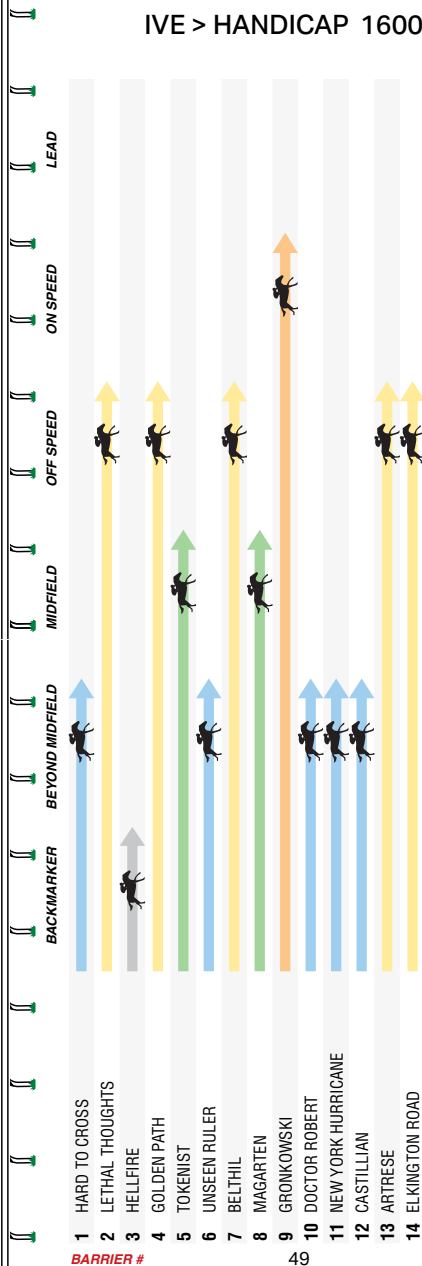 IVE > HANDICAP 1600
LEAD
ON SPEED
OFF SPEED
MIDFIELD
BEYOND MIDFIELD
BACKMARKER
1 HARD TO CROSS
2 LETHAL THOUGHTS
3 HELLFIRE
4 GOLDEN PATH
5 TOKENIST
6 UNSEEN RULER
7 BELTHIL
8 MAGARTEN
9 GRONKOWSKI
10 DOCTOR ROBERT
11 NEW YORK HURRICANE
12 CASTILLIAN
13 ARTRESE
14 ELKINGTON ROAD
BARRIER #
49